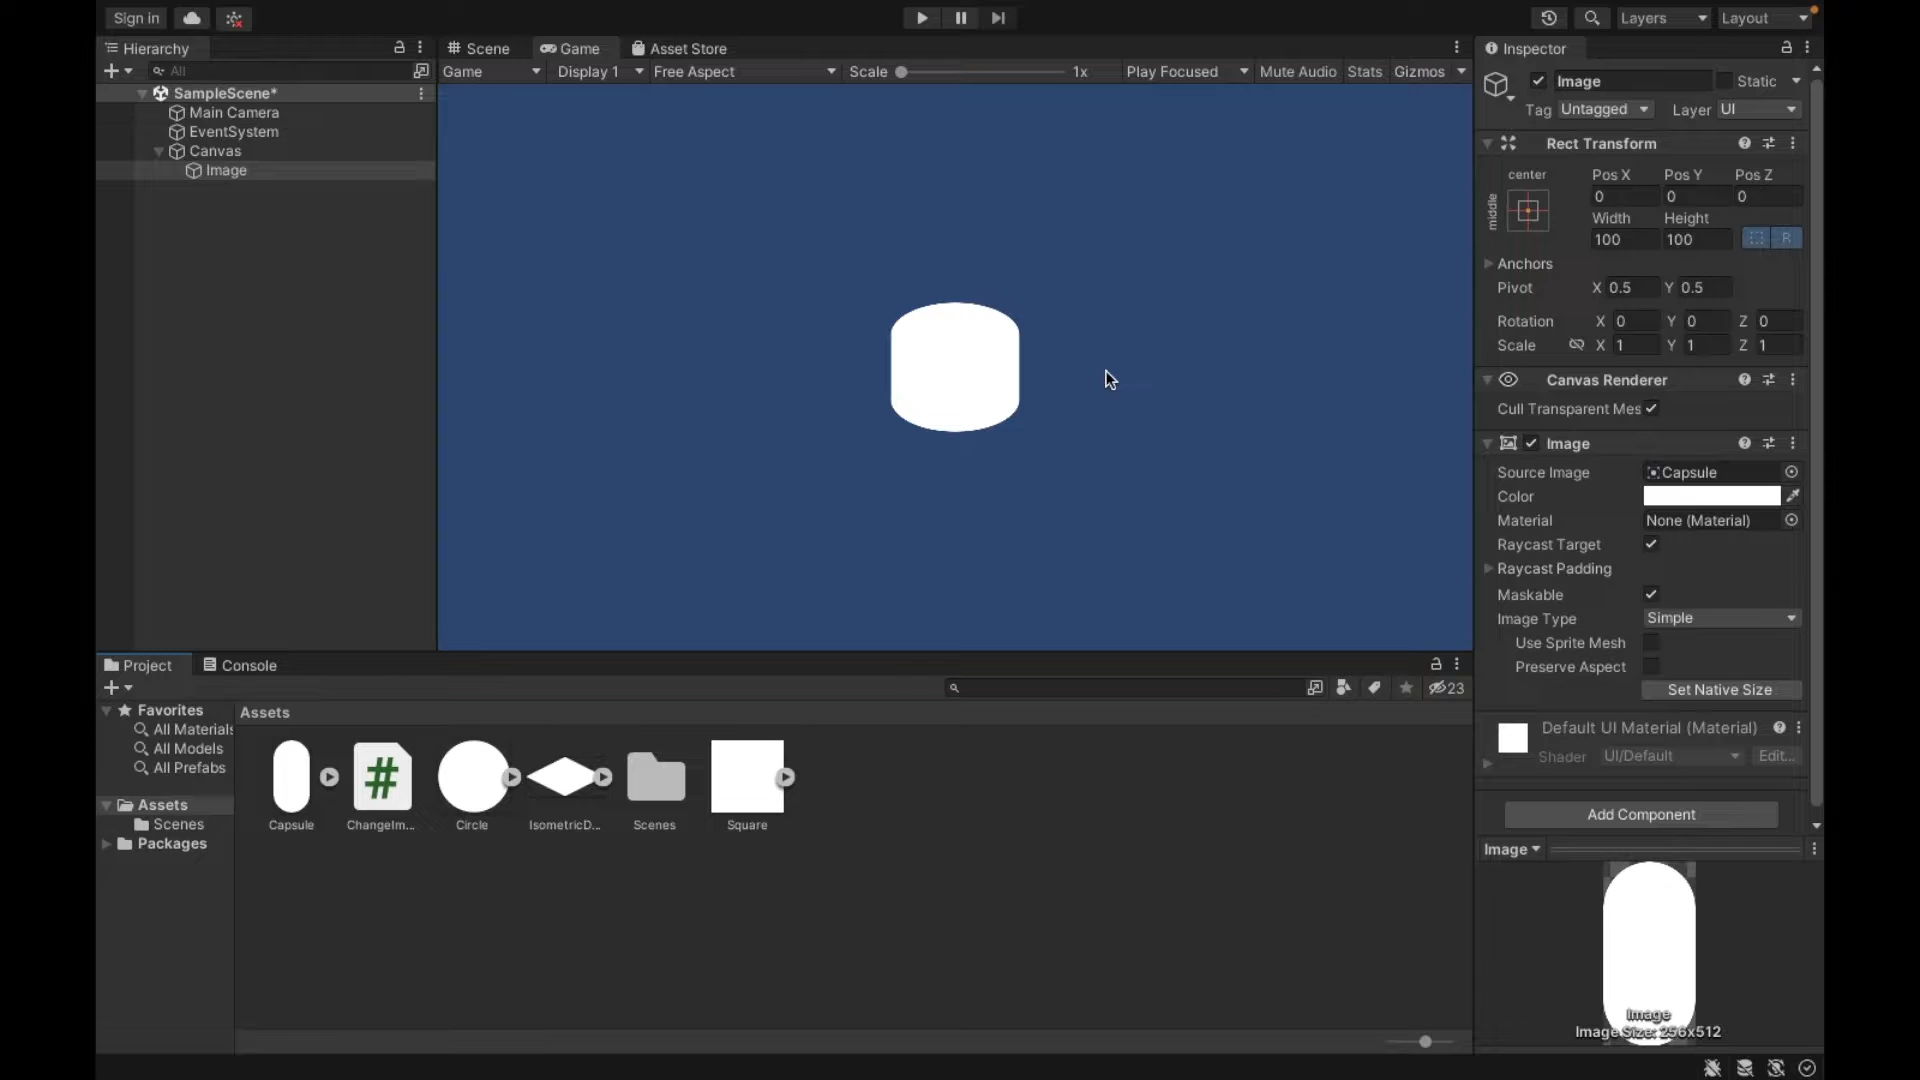 Sign in
Layers
Layout
Hierarchy
All
SampleScene*
Main Camera
EventSystem
Canvas
Image
Scene
Game
Asset Store
Game
Display 1
Free Aspect
Scale
1x
Play Focused
Mute Audio
Stats
Gizmos
Inspector
Image
Static
Tag Untagged
Layer UI
Rect Transform
center
middle
Pos X Pos Y Pos Z
0 0 0
Width Height
100 100
R
Anchors
Pivot X 0.5 Y 0.5
Rotation X 0 Y 0 Z 0
Scale X 1 Y 1 Z 1
Canvas Renderer
Cull Transparent Mes
Image
Source Image Capsule
Color
Material None (Material)
Raycast Target
Raycast Padding
Maskable
Image Type Simple
Use Sprite Mesh
Preserve Aspect
Set Native Size
Default UI Material (Material)
Shader UI/Default Edit...
Add Component
Image
Image
Image Size: 256x512
Project
Console
23
Favorites
All Materials
All Models
All Prefabs
Assets
Scenes
Packages
Assets
Capsule
ChangeIm...
Circle
IsometricD...
Scenes
Square